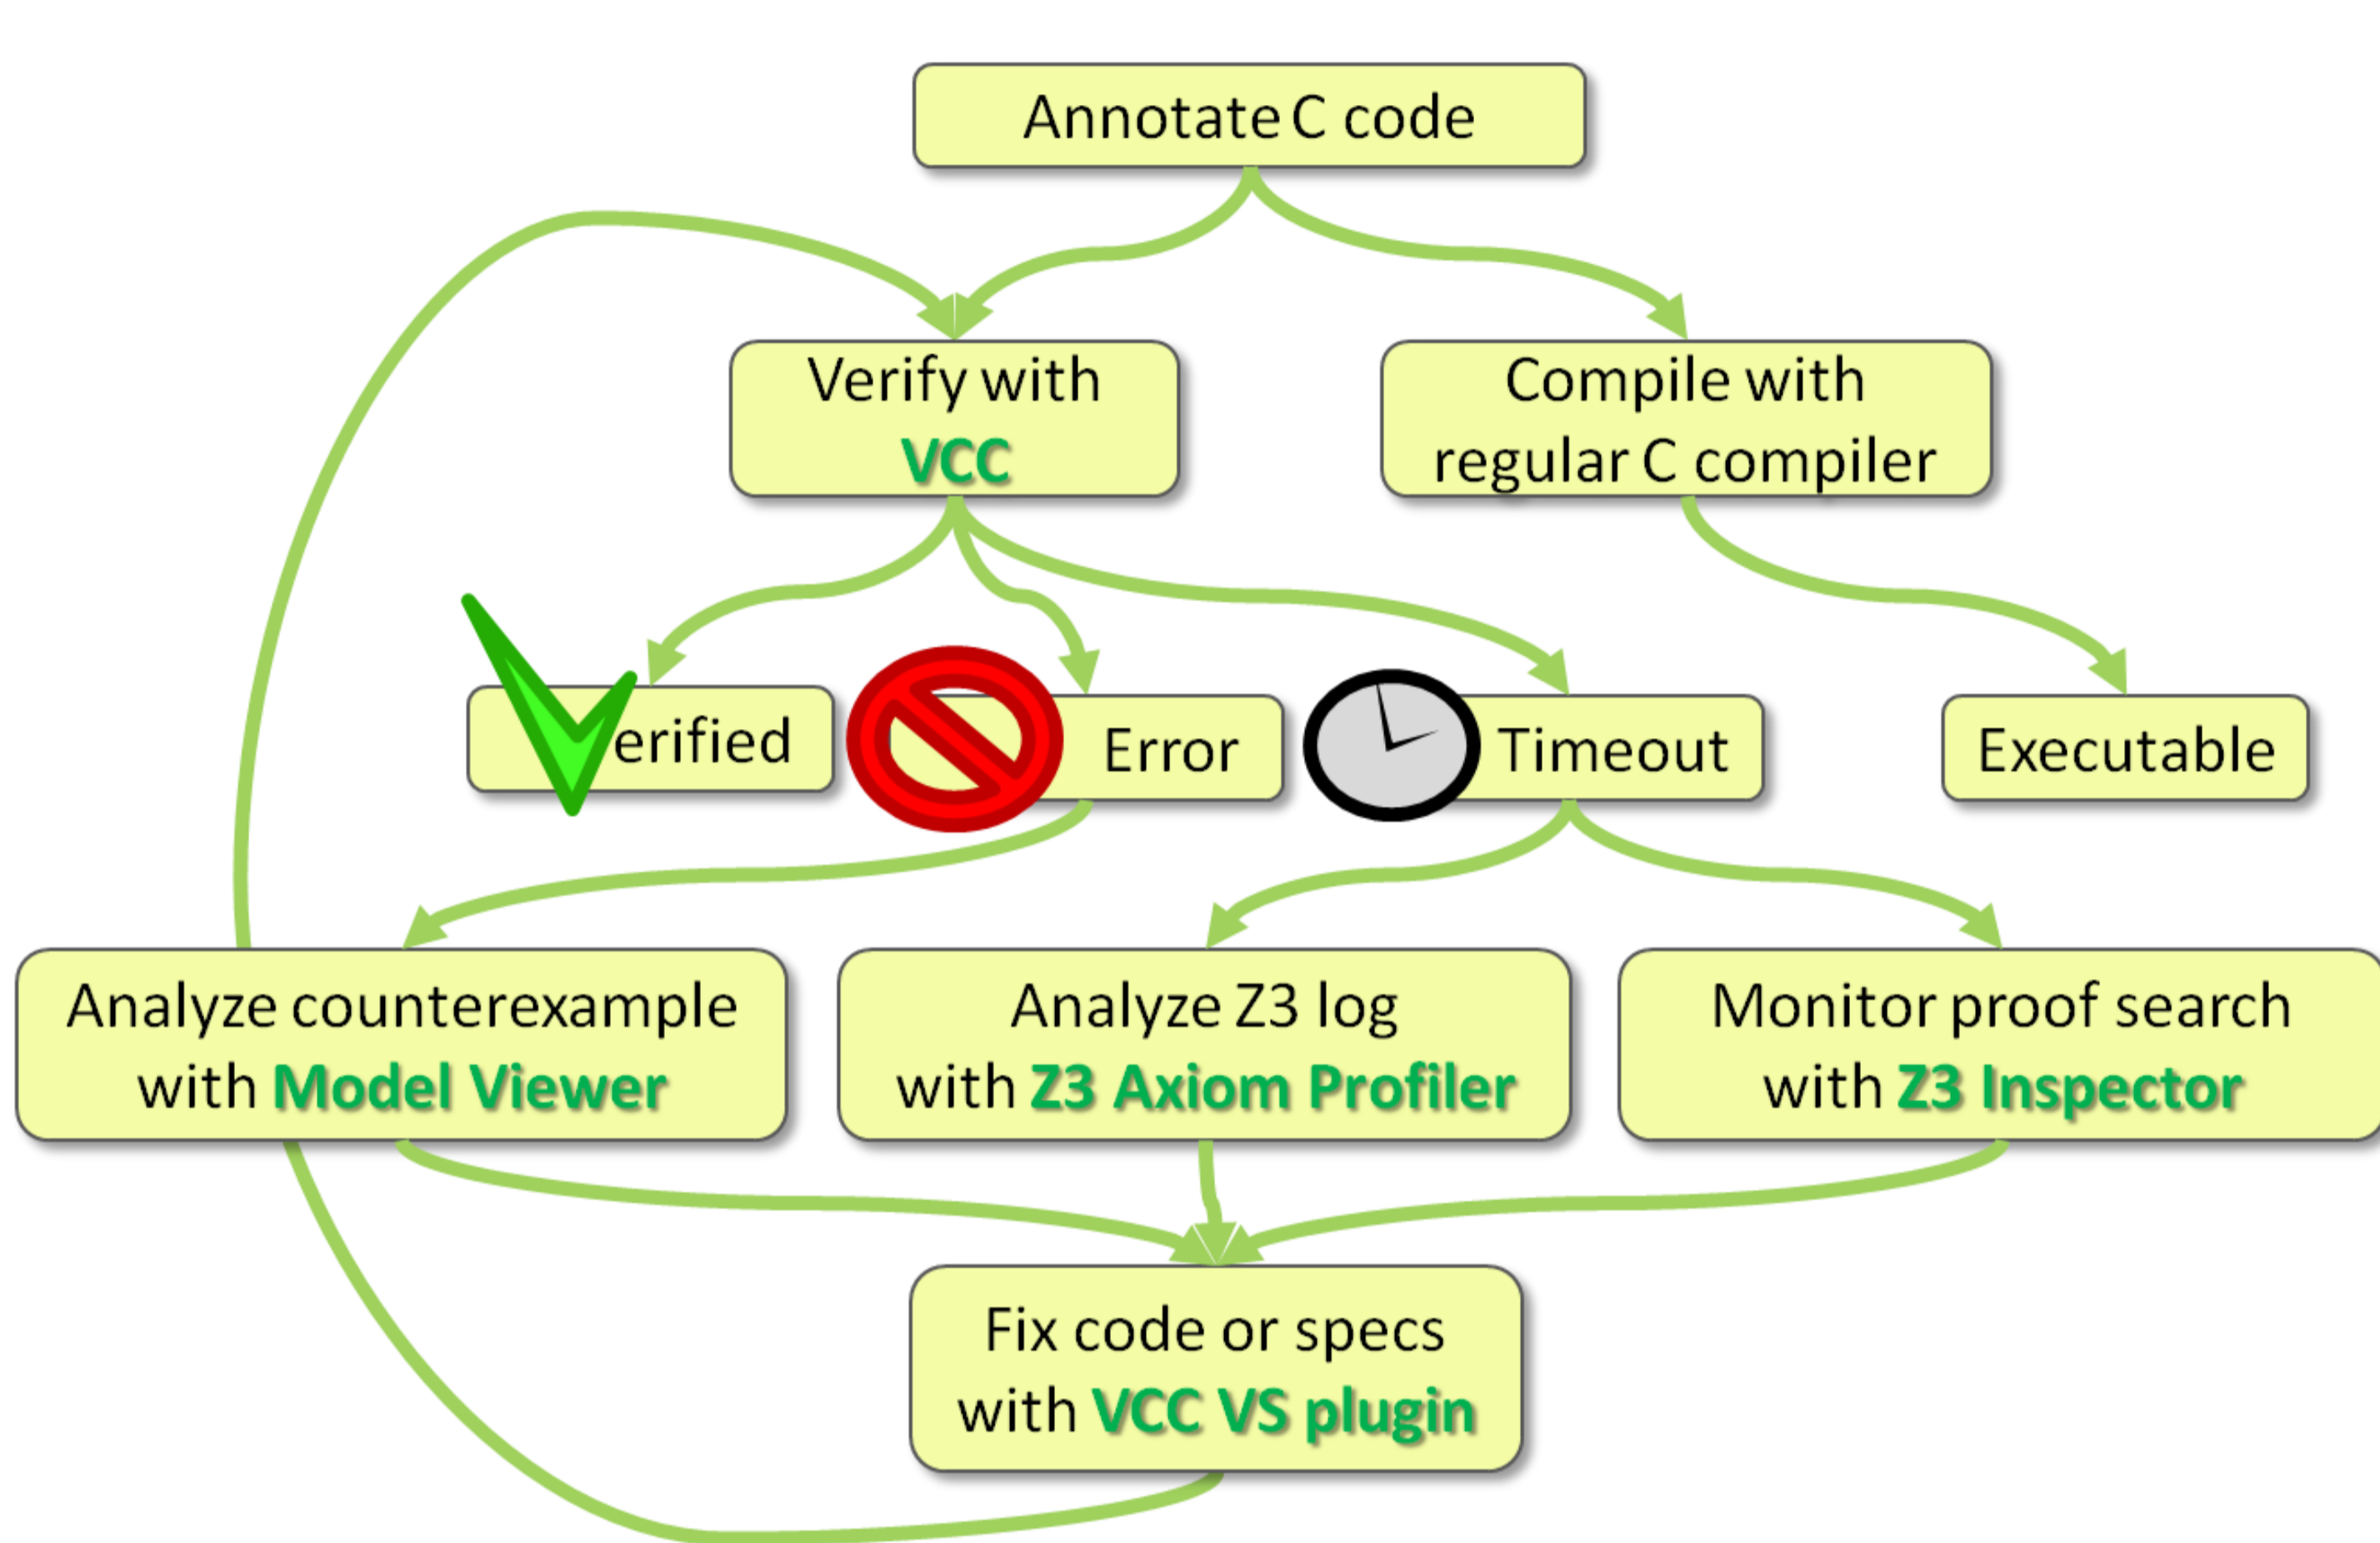 Annotate C code
Verify with
VCC
Compile with
regular C compiler
erified
Error
Timeout
Executable
Analyze counterexample
with Model Viewer
Analyze Z3 log
with Z3 Axiom Profiler
Monitor proof search
with Z3 Inspector
Fix code or specs
with VCC VS plugin